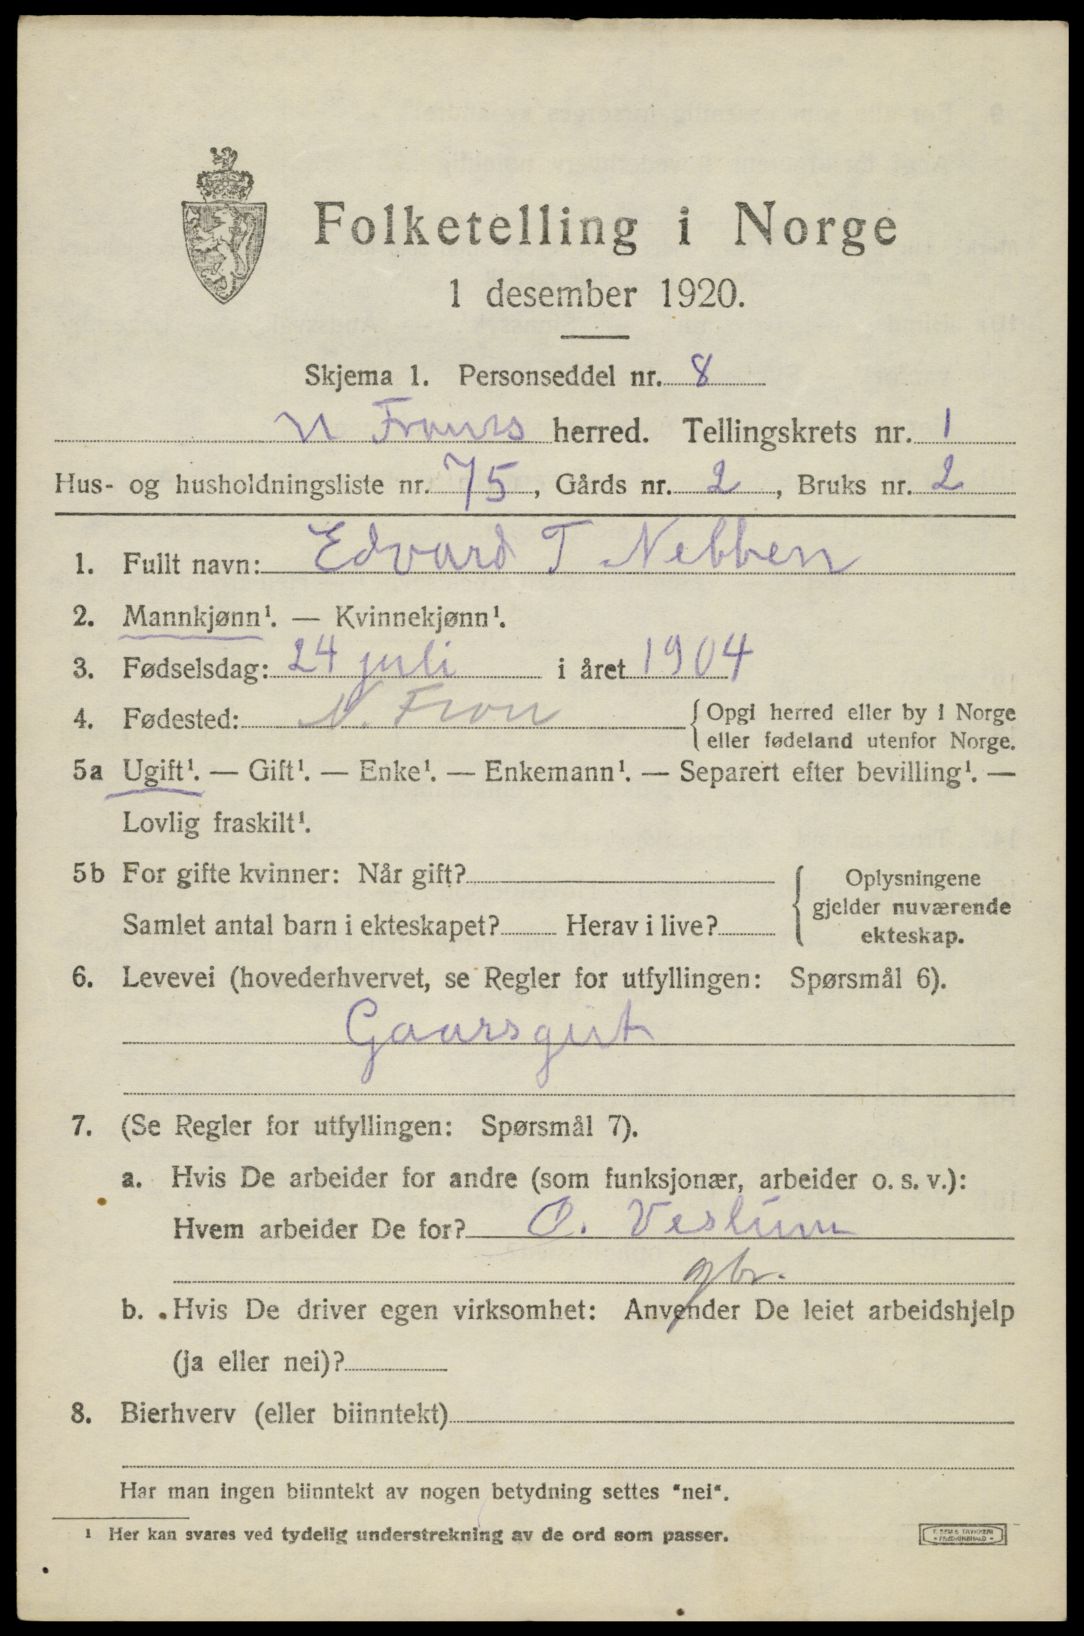 Folketelling i Norge
1 desember 1920.
Skjema 1. Personseddel nr. 8
N Frons herred. Tellingskrets nr. 1
Hus- og husholdningsliste nr. 75, Gårds nr. 2, Bruks nr. 2
1. Fullt navn: Edvard T Nebben
2. Mannkjønn¹. — Kvinnekjønn¹.
3. Fødselsdag: 24 juli i året 1904
4. Fødested: N. Fron {Opgi herred eller by i Norge
eller fødeland utenfor Norge.
5a Ugift¹. — Gift¹. — Enke¹. — Enkemann¹. — Separert efter bevilling¹. —
Lovlig fraskilt¹.
5b For gifte kvinner: Når gift?
Samlet antal barn i ekteskapet? Herav i live?
{Oplysningene
gjelder nuværende
ekteskap.
6. Levevei (hovederhvervet, se Regler for utfyllingen: Spørsmål 6).
Gaarsgut
7. (Se Regler for utfyllingen: Spørsmål 7).
a. Hvis De arbeider for andre (som funksjonær, arbeider o. s. v.):
Hvem arbeider De for? O. Veslum
gbr.
b. Hvis De driver egen virksomhet: Anvender De leiet arbeidshjelp
(ja eller nei)?
8. Bierhverv (eller biinntekt)
Har man ingen biinntekt av nogen betydning settes "nei".
¹ Her kan svares ved tydelig understrekning av de ord som passer.